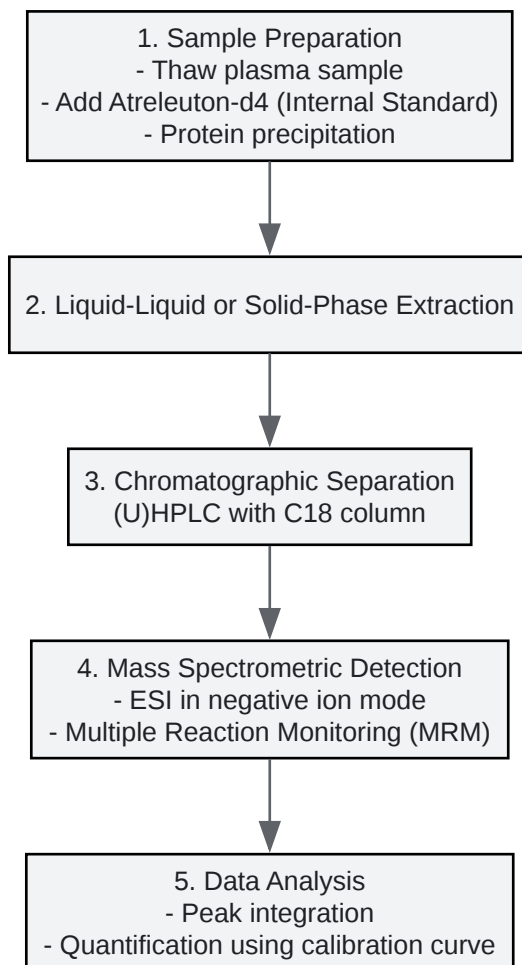 1. Sample Preparation
- Thaw plasma sample
- Add Atreleuton-d4 (Internal Standard)
- Protein precipitation
2. Liquid-Liquid or Solid-Phase Extraction
3. Chromatographic Separation
(U)HPLC with C18 column
4. Mass Spectrometric Detection
- ESI in negative ion mode
- Multiple Reaction Monitoring (MRM)
5. Data Analysis
- Peak integration
- Quantification using calibration curve